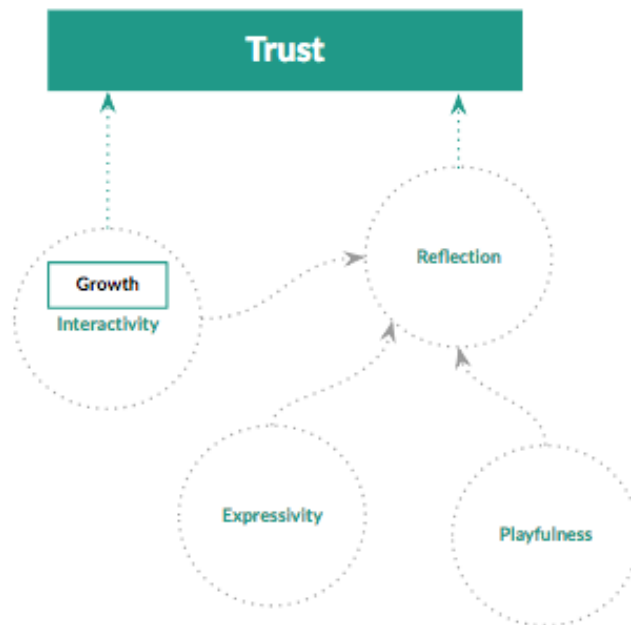 Trust
Reflection
Growth
Interactivity
Expressivity
Playfulness